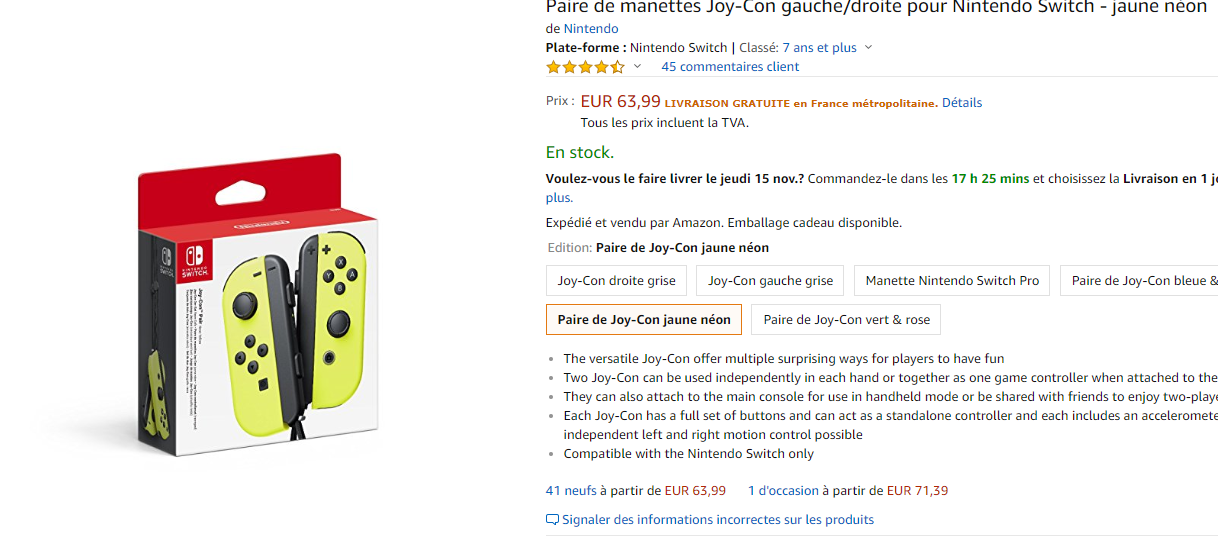 Paire de manettes Joy-Con gauche/droite pour Nintendo Switch - jaune néon
de Nintendo
Plate-forme : Nintendo Switch | Classé: 7 ans et plus
45 commentaires client
Prix : EUR 63,99 LIVRAISON GRATUITE en France métropolitaine. Détails
Tous les prix incluent la TVA.
En stock.
Voulez-vous le faire livrer le jeudi 15 nov.? Commandez-le dans les 17 h 25 mins et choisissez la Livraison en 1 jo
plus.
Expédié et vendu par Amazon. Emballage cadeau disponible.
Edition: Paire de Joy-Con jaune néon
Joy-Con droite grise
Joy-Con gauche grise
Manette Nintendo Switch Pro
Paire de Joy-Con bleue &
Paire de Joy-Con jaune néon
Paire de Joy-Con vert & rose
The versatile Joy-Con offer multiple surprising ways for players to have fun
Two Joy-Con can be used independently in each hand or together as one game controller when attached to the
They can also attach to the main console for use in handheld mode or be shared with friends to enjoy two-playe
Each Joy-Con has a full set of buttons and can act as a standalone controller and each includes an acceleromete
independent left and right motion control possible
Compatible with the Nintendo Switch only
41 neufs à partir de EUR 63,99
1 d'occasion à partir de EUR 71,39
Signaler des informations incorrectes sur les produits
Nintendo
NINTENDO
SWITCH
Joy-Con Pair
X
Y
A
B